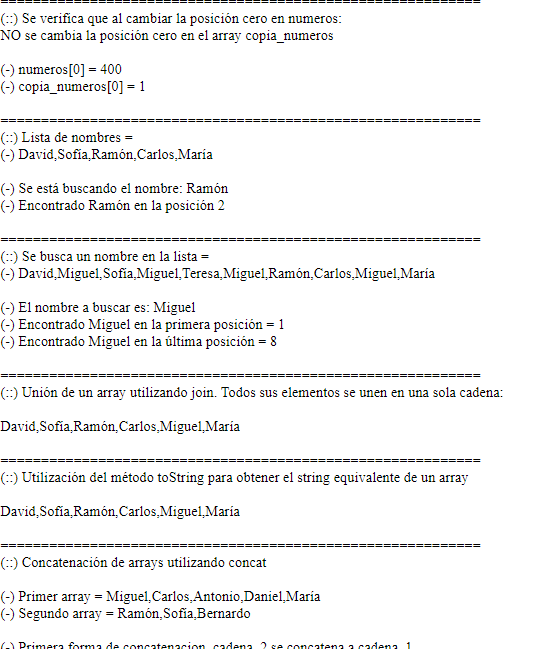 ============================================================
(::) Se verifica que al cambiar la posición cero en numeros:
NO se cambia la posición cero en el array copia_numeros
(-) numeros[0] = 400
(-) copia_numeros[0] = 1
============================================================
(::) Lista de nombres =
(-) David,Sofía,Ramón,Carlos,María
(-) Se está buscando el nombre: Ramón
(-) Encontrado Ramón en la posición 2
============================================================
(::) Se busca un nombre en la lista =
(-) David,Miguel,Sofía,Miguel,Teresa,Miguel,Ramón,Carlos,Miguel,María
(-) El nombre a buscar es: Miguel
(-) Encontrado Miguel en la primera posición = 1
(-) Encontrado Miguel en la última posición = 8
============================================================
(::) Unión de un array utilizando join. Todos sus elementos se unen en una sola cadena:
David,Sofía,Ramón,Carlos,Miguel,María
============================================================
(::) Utilización del método toString para obtener el string equivalente de un array
David,Sofía,Ramón,Carlos,Miguel,María
============================================================
(::) Concatenación de arrays utilizando concat
(-) Primer array = Miguel,Carlos,Antonio,Daniel,María
(-) Segundo array = Ramón,Sofía,Bernardo
(-) Primera forma de concatenacion, cadena_2 se concatena a cadena_1